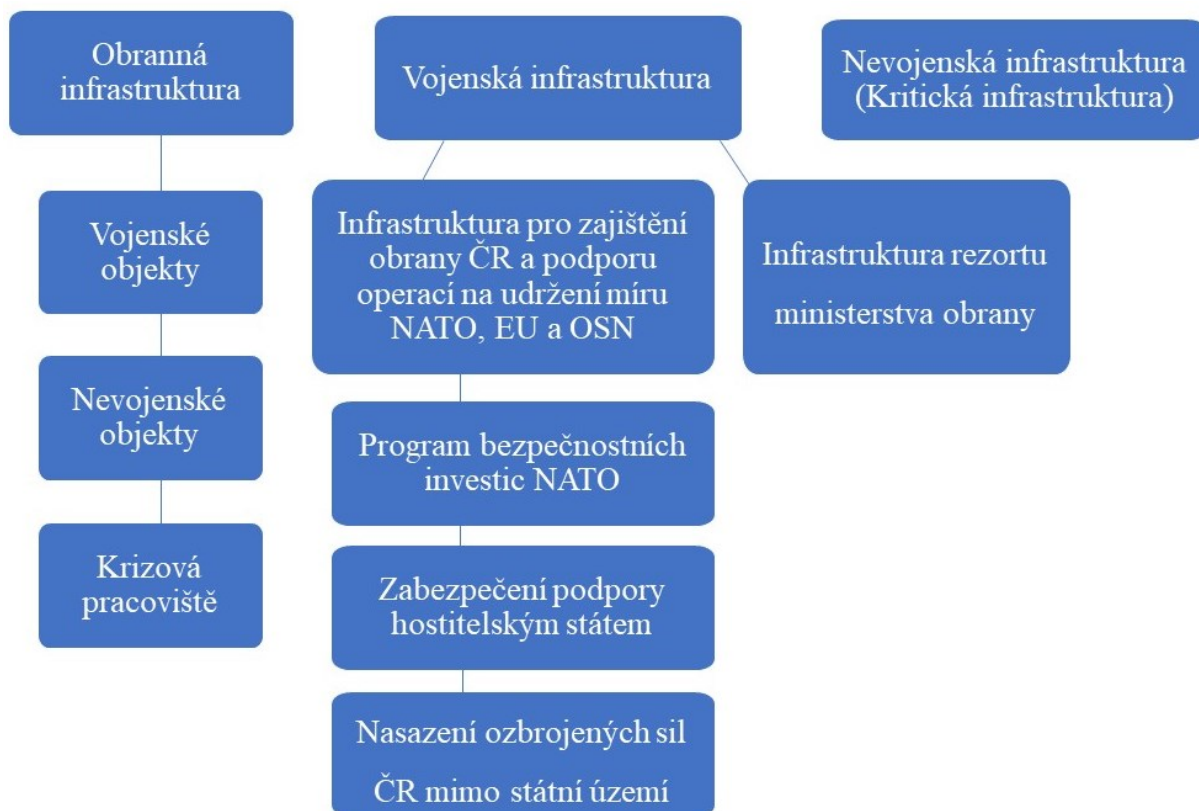 Obranná
infrastruktura
Vojenské
objekty
Nevojenské
objekty
Krizová
pracoviště
Vojenská infrastruktura
Infrastruktura pro zajištění
obrany ČR a podporu
operací na udržení míru
NATO, EU a OSN
Program bezpečnostních
investic NATO
Zabezpečení podpory
hostitelským státem
Nasazení ozbrojených sil
ČR mimo státní území
Infrastruktura rezortu
ministerstva obrany
Nevojenská infrastruktura
(Kritická infrastruktura)